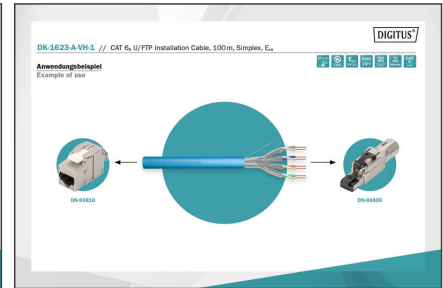 DIGITUS®
DK-1623-A-VH-1 // CAT 6A U/FTP Installation Cable, 100 m, Simplex, Eca
Anwendungsbeispiel
Example of use
DN-93816
DN-93835